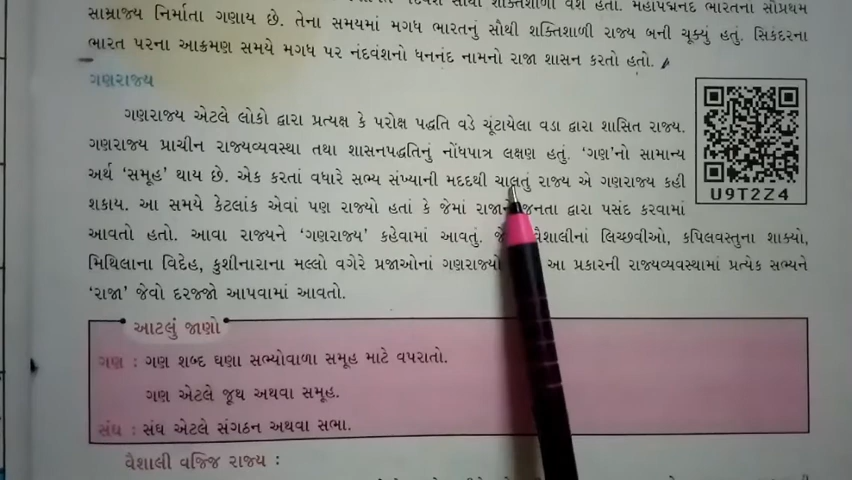 સામ્રાજ્ય નિર્માતા ગણાય છે. તેના સમયમાં મગધ ભારતનું સૌથી શક્તિશાળી રાજ્ય બની ચૂક્યું હતું. સિકંદરના
ભારત પરના આક્રમણ સમયે મગધ પર નંદવંશનો ધનનંદ નામનો રાજા શાસન કરતો હતો.
ગણરાજ્ય
ગણરાજ્ય એટલે લોકો દ્વારા પ્રત્યક્ષ કે પરોક્ષ પદ્ધતિ વડે ચૂંટાયેલા વડા દ્વારા શાસિત રાજ્ય.
ગણરાજ્ય પ્રાચીન રાજ્યવ્યવસ્થા તથા શાસનપદ્ધતિનું નોંધપાત્ર લક્ષણ હતું. ‘ગણ’નો સામાન્ય
અર્થ ‘સમૂહ’ થાય છે. એક કરતાં વધારે સભ્ય સંખ્યાની મદદથી ચાલતું રાજ્ય એ ગણરાજ્ય કહી
શકાય. આ સમયે કેટલાંક એવાં પણ રાજ્યો હતાં કે જેમાં રાજાને જનતા દ્વારા પસંદ કરવામાં
આવતો હતો. આવા રાજ્યને ‘ગણરાજ્ય’ કહેવામાં આવતું. વૈશાલીનાં લિચ્છવીઓ, કપિલવસ્તુના શાક્યો,
મિથિલાના વિદેહ, કુશીનારાના મલ્લો વગેરે પ્રજાઓનાં ગણરાજ્યો આ પ્રકારની રાજ્યવ્યવસ્થામાં પ્રત્યેક સભ્યને
‘રાજા’ જેવો દરજ્જો આપવામાં આવતો.
U9T2Z4
આટલું જાણો
ગણ : ગણ શબ્દ ઘણા સભ્યોવાળા સમૂહ માટે વપરાતો.
ગણ એટલે જૂથ અથવા સમૂહ.
સંઘ : સંઘ એટલે સંગઠન અથવા સભા.
વૈશાલી વજ્જિ રાજ્ય :